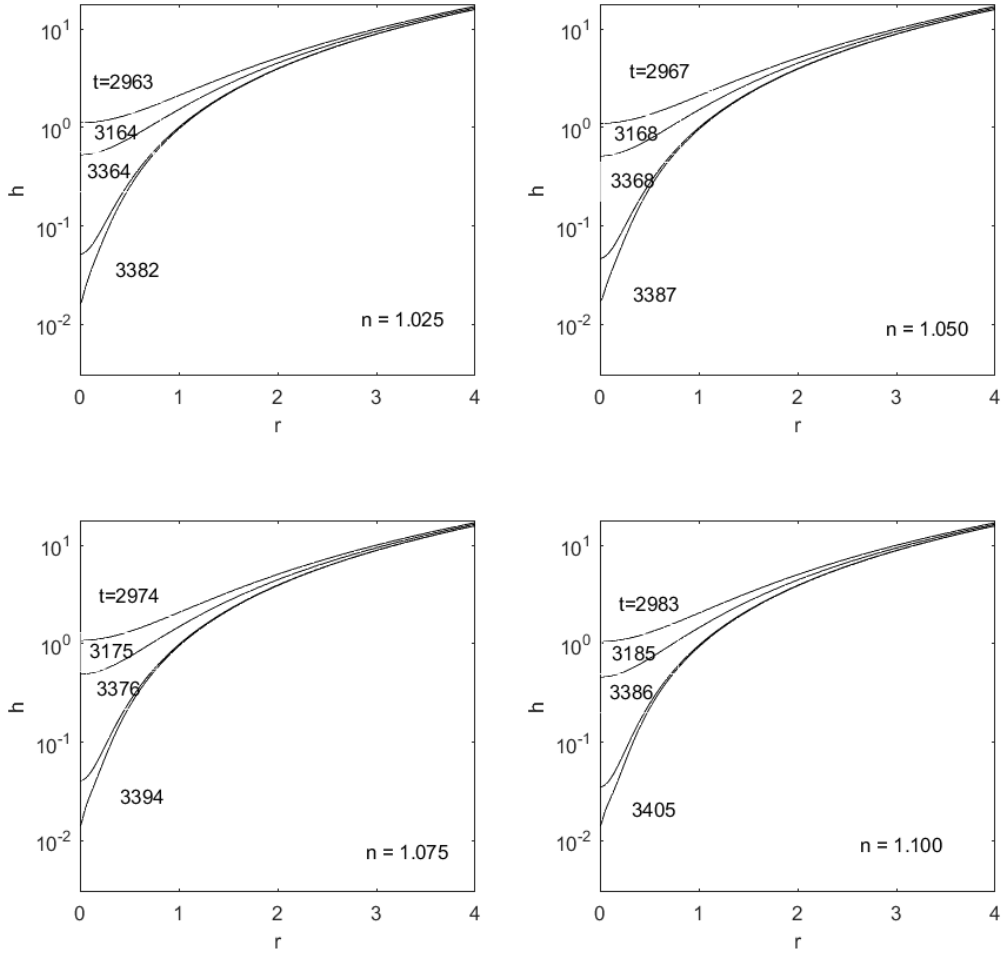 10^1
t=2963
10^0
3164
3364
h
10^-1
3382
10^-2
n = 1.025
0 1 2 3 4
r
10^1
t=2967
10^0
3168
3368
h
10^-1
3387
10^-2
n = 1.050
0 1 2 3 4
r
10^1
t=2974
10^0
3175
3376
h
10^-1
3394
10^-2
n = 1.075
0 1 2 3 4
r
10^1
t=2983
10^0
3185
3386
h
10^-1
3405
10^-2
n = 1.100
0 1 2 3 4
r